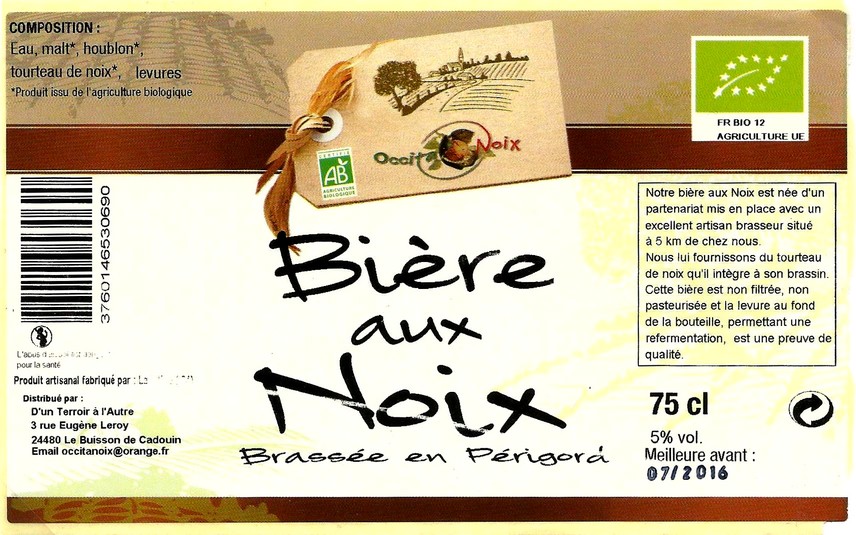 COMPOSITION :
Eau, malt*, houblon*,
tourteau de noix*, levures
*Produit issu de l'agriculture biologique
Occita Noix
CERTIFIÉ
AB
AGRICULTURE
BIOLOGIQUE
FR BIO 12
AGRICULTURE UE
3760146530690
L'abus
pour la santé
Produit artisanal fabriqué par :
Distribué par :
D'un Terroir à l'Autre
3 rue Eugène Leroy
24480 Le Buisson de Cadouin
Email occitanoix@orange.fr
Bière
aux
Noix
Brassée en Périgord
Notre bière aux Noix est née d'un
partenariat mis en place avec un
excellent artisan brasseur situé
à 5 km de chez nous.
Nous lui fournissons du tourteau
de noix qu'il intègre à son brassin.
Cette bière est non filtrée, non
pasteurisée et la levure au fond
de la bouteille, permettant une
refermentation, est une preuve de
qualité.
75 cl
5% vol.
Meilleure avant :
07/2016